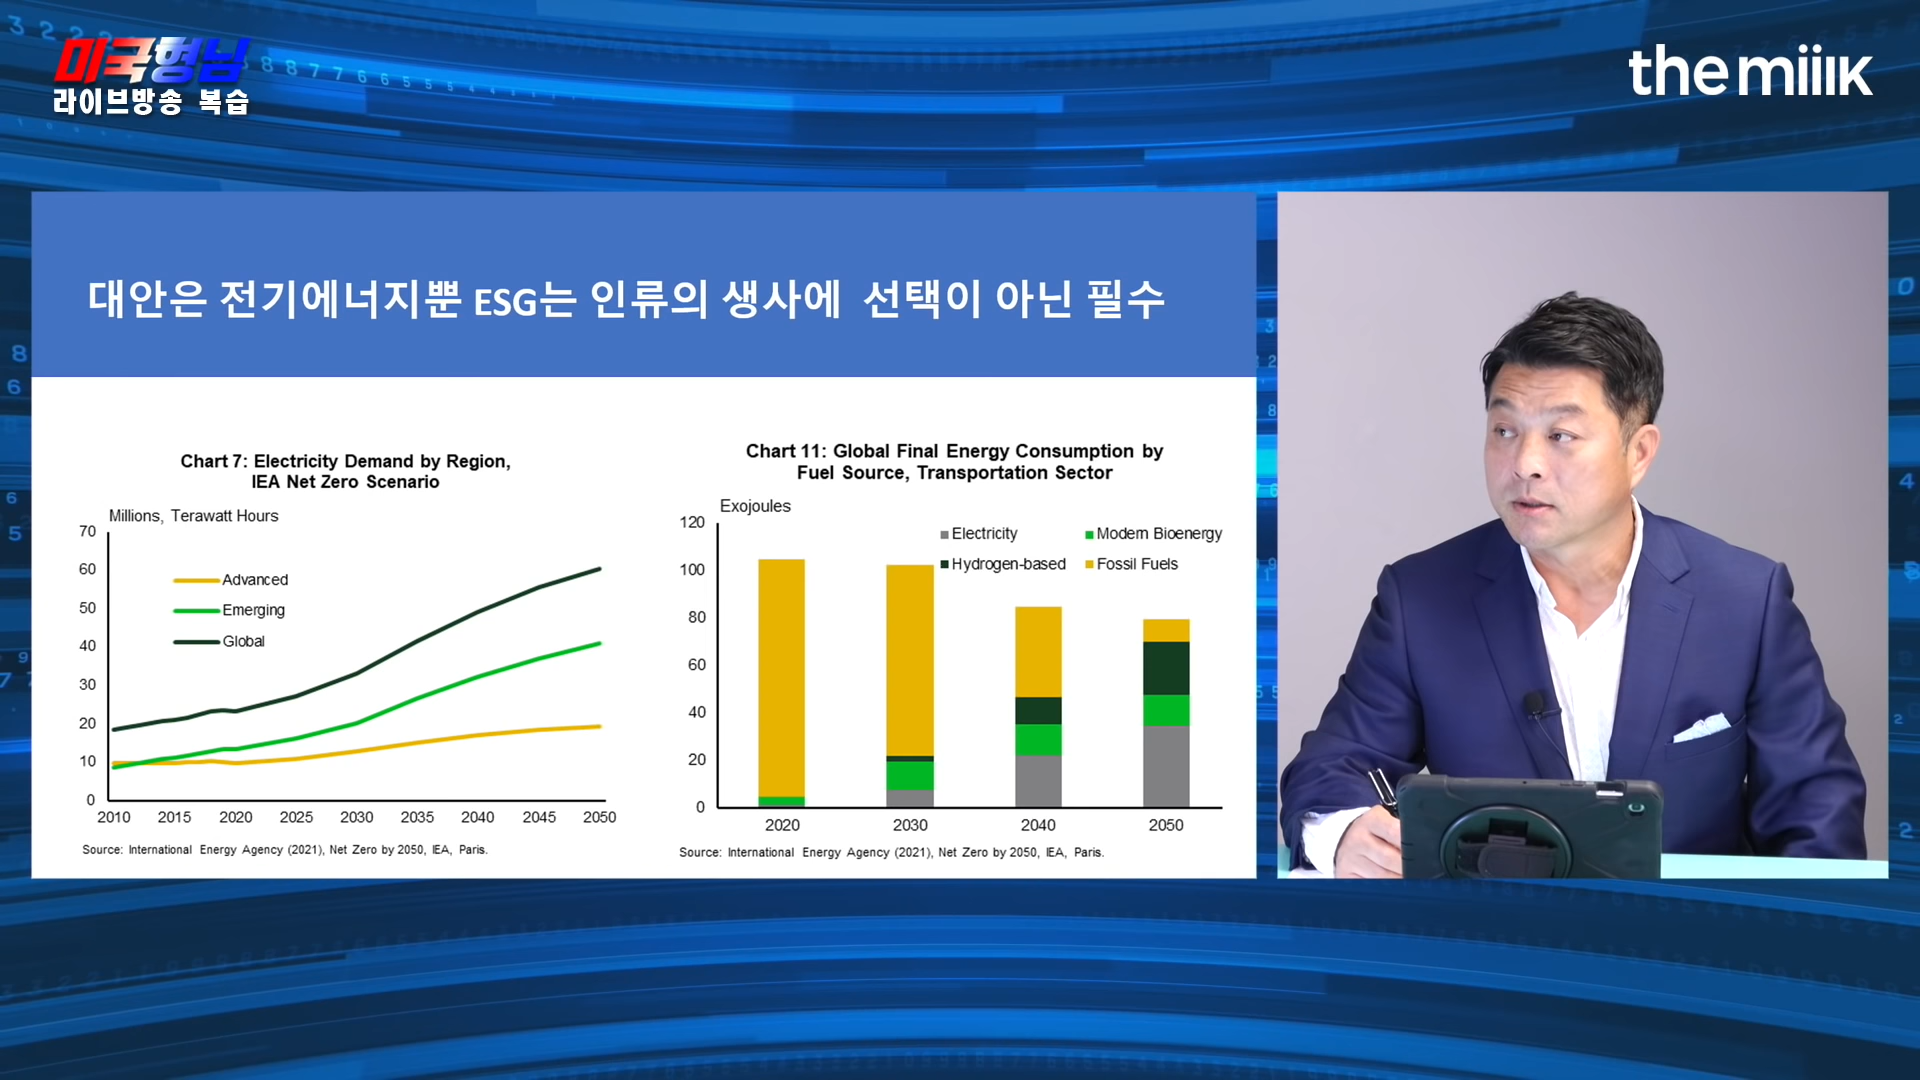 미국형님
라이브방송 복습
themiilk
대안은 전기에너지뿐 ESG는 인류의 생사에 선택이 아닌 필수
Chart 7: Electricity Demand by Region,
IEA Net Zero Scenario
Millions, Terawatt Hours
70
60
50
40
30
20
10
0
Advanced
Emerging
Global
2010 2015 2020 2025 2030 2035 2040 2045 2050
Source: International Energy Agency (2021), Net Zero by 2050, IEA, Paris.
Chart 11: Global Final Energy Consumption by
Fuel Source, Transportation Sector
Exojoules
120
100
80
60
40
20
0
Electricity Modern Bioenergy
Hydrogen-based Fossil Fuels
2020 2030 2040 2050
Source: International Energy Agency (2021), Net Zero by 2050, IEA, Paris.